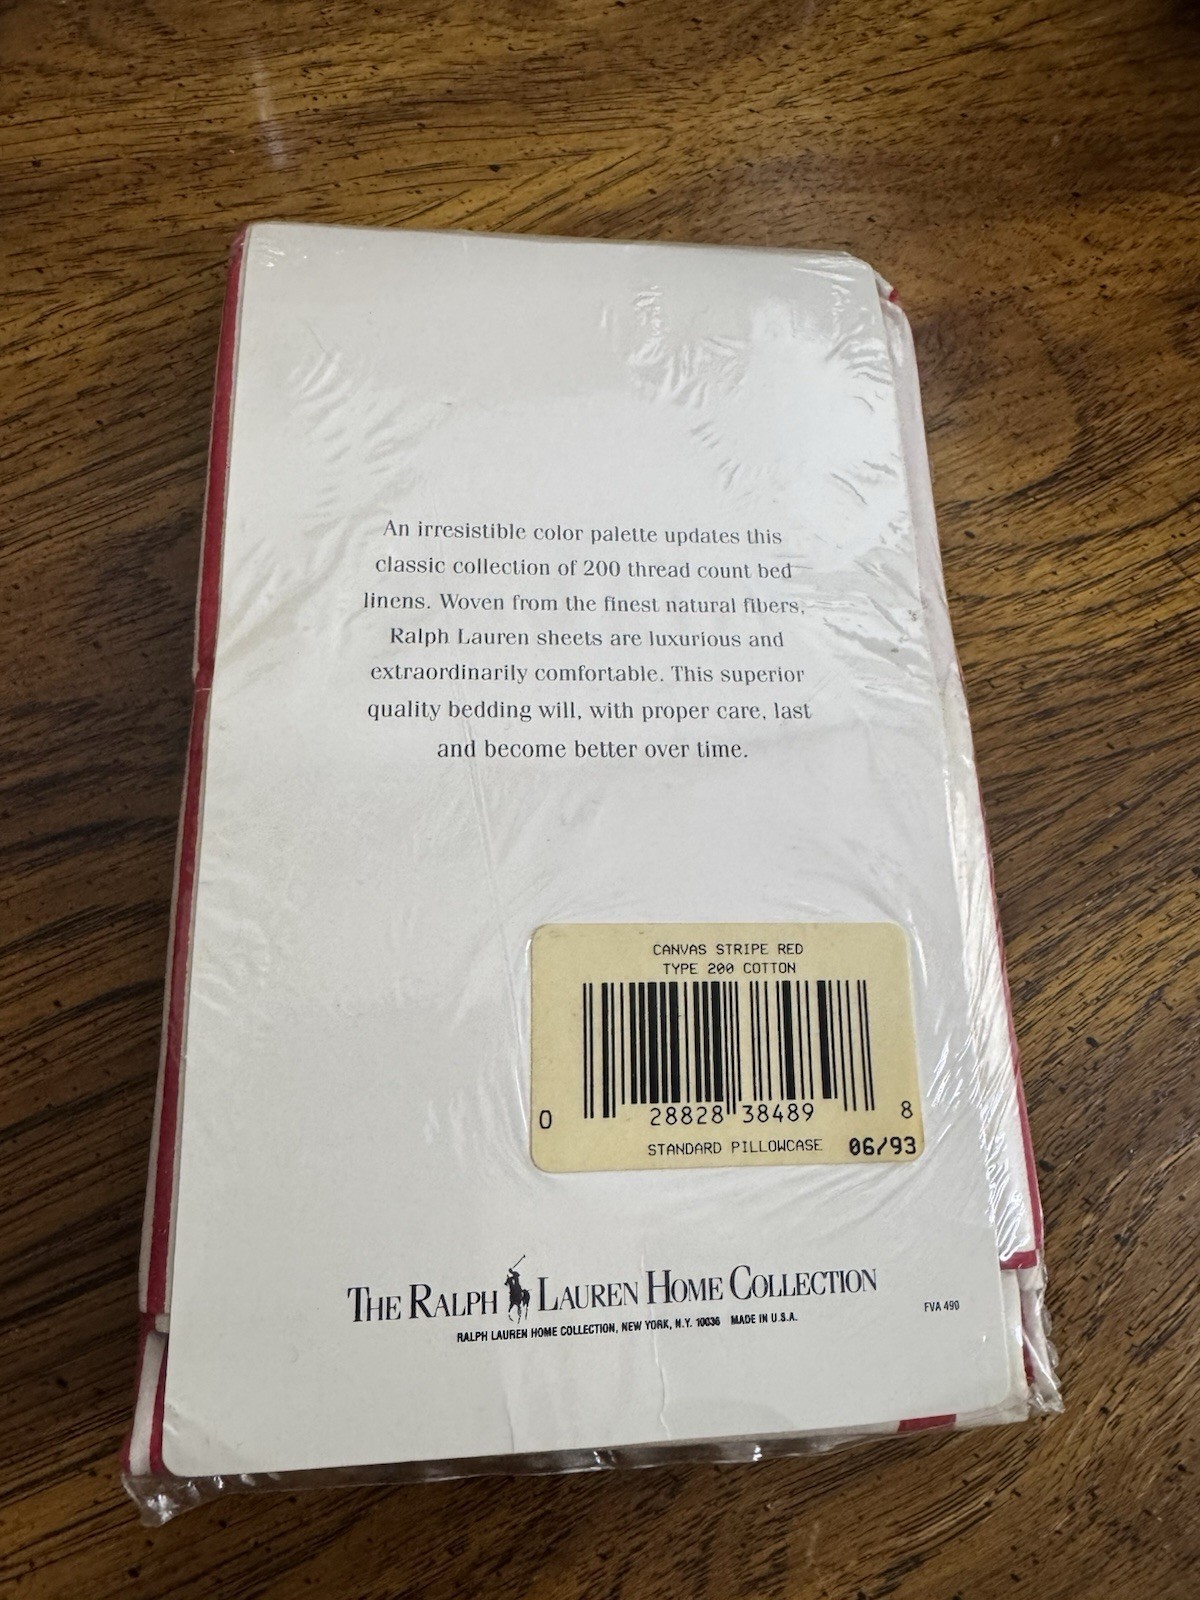 An irresistible color palette updates this
classic collection of 200 thread count bed
linens. Woven from the finest natural fibers,
Ralph Lauren sheets are luxurious and
extraordinarily comfortable. This superior
quality bedding will, with proper care, last
and become better over time.
CANVAS STRIPE RED
TYPE 200 COTTON
0 28828 38489 8
STANDARD PILLOWCASE 06/93
THE RALPH LAUREN HOME COLLECTION
RALPH LAUREN HOME COLLECTION, NEW YORK, N.Y. 10036 MADE IN U.S.A.
FVA 490